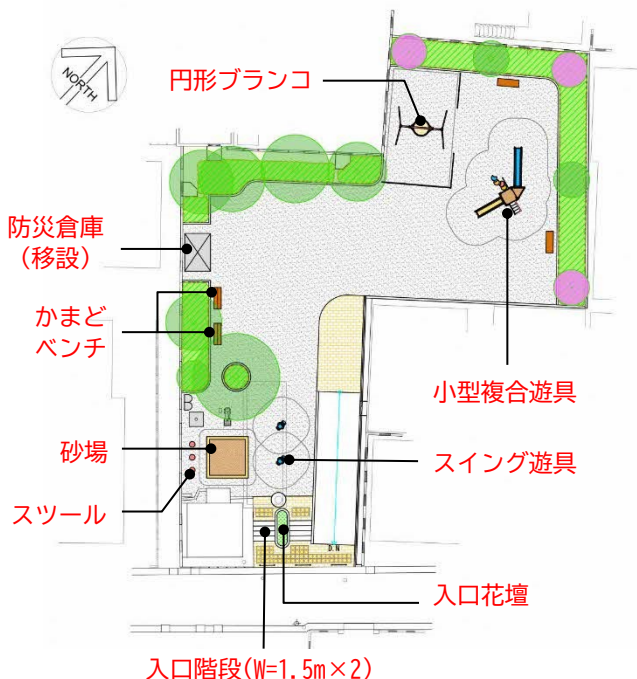 円形ブランコ
NORTH
防災倉庫
（移設）
かまど
ベンチ
小型複合遊具
砂場
スイング遊具
スツール
入口花壇
入口階段(W=1.5m×2)